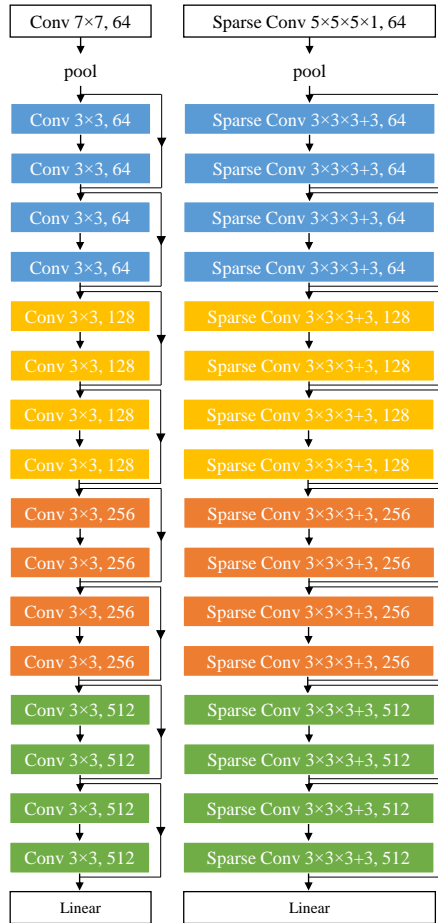 Conv 7×7, 64
pool
Conv 3×3, 64
Conv 3×3, 64
Conv 3×3, 64
Conv 3×3, 64
Conv 3×3, 128
Conv 3×3, 128
Conv 3×3, 128
Conv 3×3, 128
Conv 3×3, 256
Conv 3×3, 256
Conv 3×3, 256
Conv 3×3, 256
Conv 3×3, 512
Conv 3×3, 512
Conv 3×3, 512
Conv 3×3, 512
Linear
Sparse Conv 5×5×5×1, 64
pool
Sparse Conv 3×3×3+3, 64
Sparse Conv 3×3×3+3, 64
Sparse Conv 3×3×3+3, 64
Sparse Conv 3×3×3+3, 64
Sparse Conv 3×3×3+3, 128
Sparse Conv 3×3×3+3, 128
Sparse Conv 3×3×3+3, 128
Sparse Conv 3×3×3+3, 128
Sparse Conv 3×3×3+3, 256
Sparse Conv 3×3×3+3, 256
Sparse Conv 3×3×3+3, 256
Sparse Conv 3×3×3+3, 256
Sparse Conv 3×3×3+3, 512
Sparse Conv 3×3×3+3, 512
Sparse Conv 3×3×3+3, 512
Sparse Conv 3×3×3+3, 512
Linear